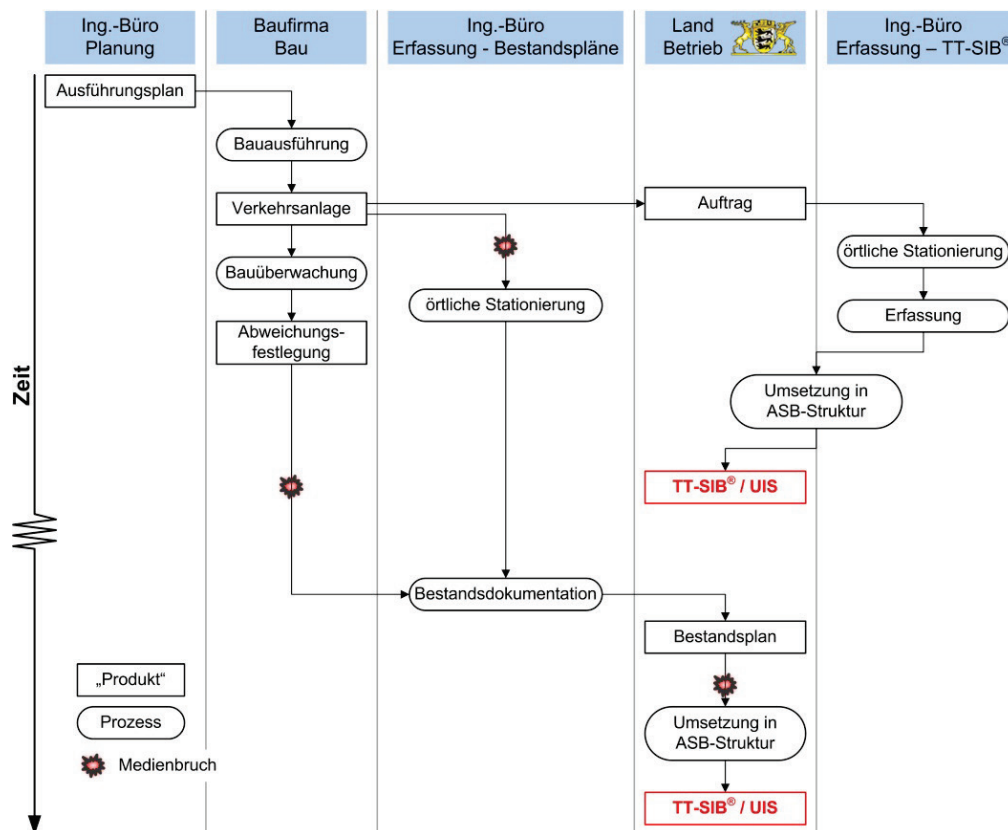 Ing.-Büro
Planung
Baufirma
Bau
Ing.-Büro
Erfassung - Bestandspläne
Land
Betrieb
Ing.-Büro
Erfassung – TT-SIB®
Ausführungsplan
Bauausführung
Verkehrsanlage
Auftrag
örtliche Stationierung
Bauüberwachung
örtliche Stationierung
Erfassung
Abweichungs-
festlegung
Zeit
Umsetzung in
ASB-Struktur
TT-SIB® / UIS
Bestandsdokumentation
Bestandsplan
„Produkt“
Prozess
Umsetzung in
ASB-Struktur
Medienbruch
TT-SIB® / UIS